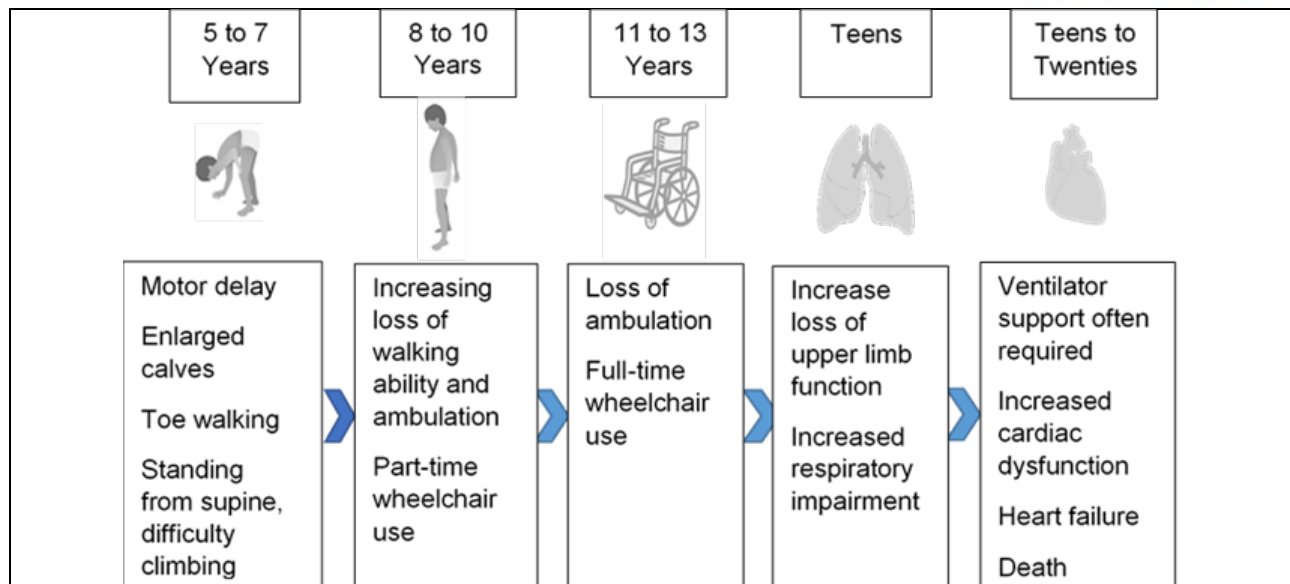 5 to 7
Years
8 to 10
Years
11 to 13
Years
Teens
Teens to
Twenties
Motor delay
Enlarged
calves
Toe walking
Standing
from supine,
difficulty
climbing
Increasing
loss of
walking
ability and
ambulation
Part-time
wheelchair
use
Loss of
ambulation
Full-time
wheelchair
use
Increase
loss of
upper limb
function
Increased
respiratory
impairment
Ventilator
support often
required
Increased
cardiac
dysfunction
Heart failure
Death